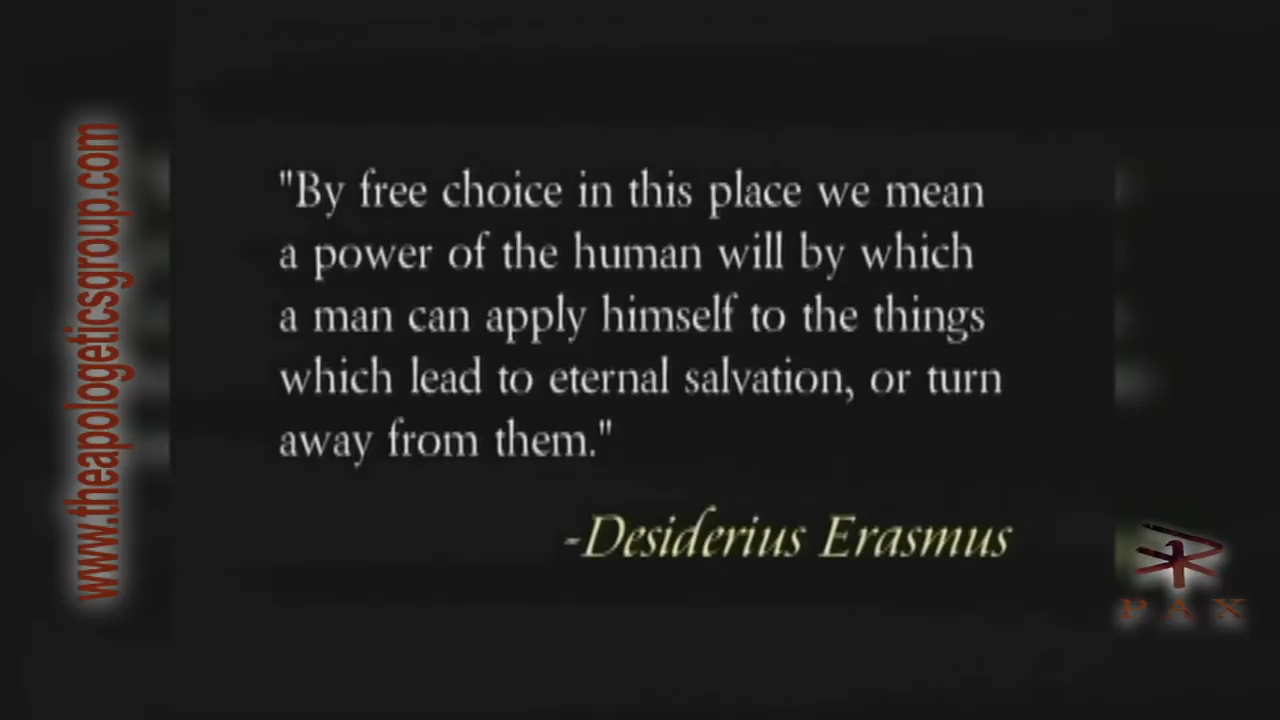 www.theapologeticsgroup.com
"By free choice in this place we mean
a power of the human will by which
a man can apply himself to the things
which lead to eternal salvation, or turn
away from them."
-Desiderius Erasmus
PAX